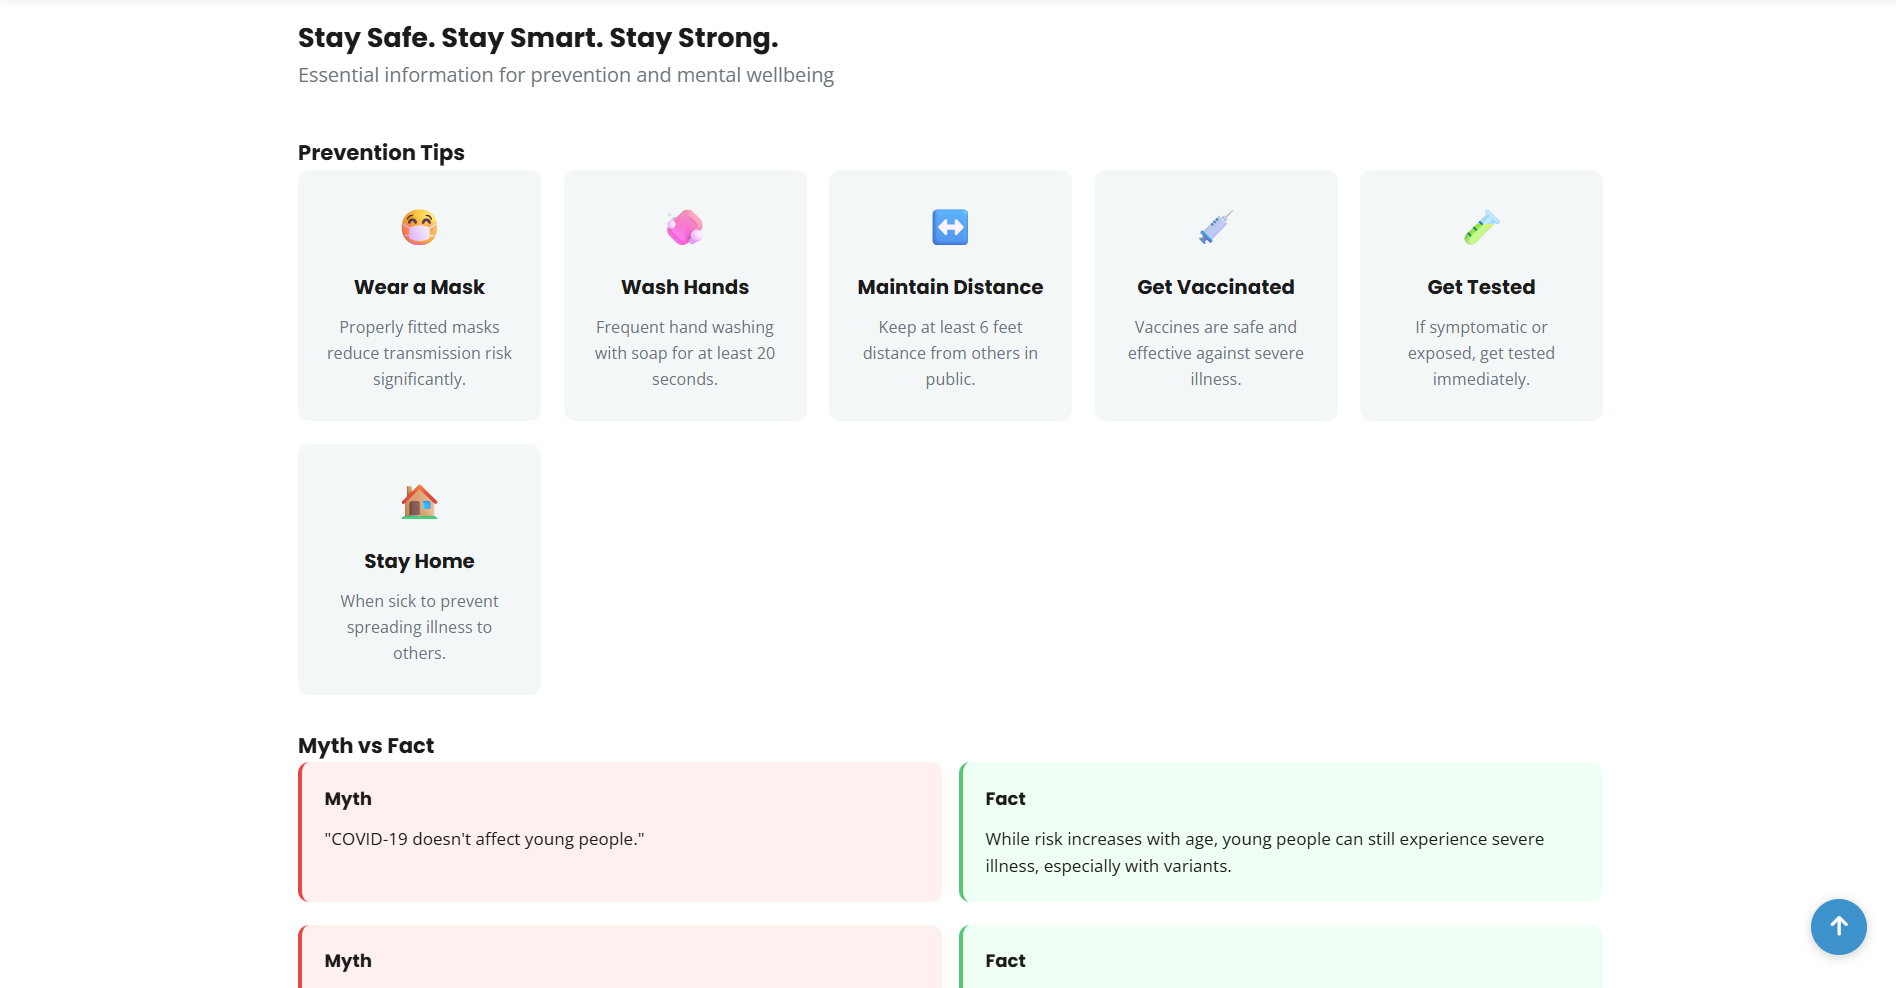 Stay Safe. Stay Smart. Stay Strong.
Essential information for prevention and mental wellbeing
Prevention Tips
Wear a Mask
Properly fitted masks
reduce transmission risk
significantly.
Wash Hands
Frequent hand washing
with soap for at least 20
seconds.
Maintain Distance
Keep at least 6 feet
distance from others in
public.
Get Vaccinated
Vaccines are safe and
effective against severe
illness.
Get Tested
If symptomatic or
exposed, get tested
immediately.
Stay Home
When sick to prevent
spreading illness to
others.
Myth vs Fact
Myth
"COVID-19 doesn't affect young people."
Fact
While risk increases with age, young people can still experience severe
illness, especially with variants.
Myth
Fact